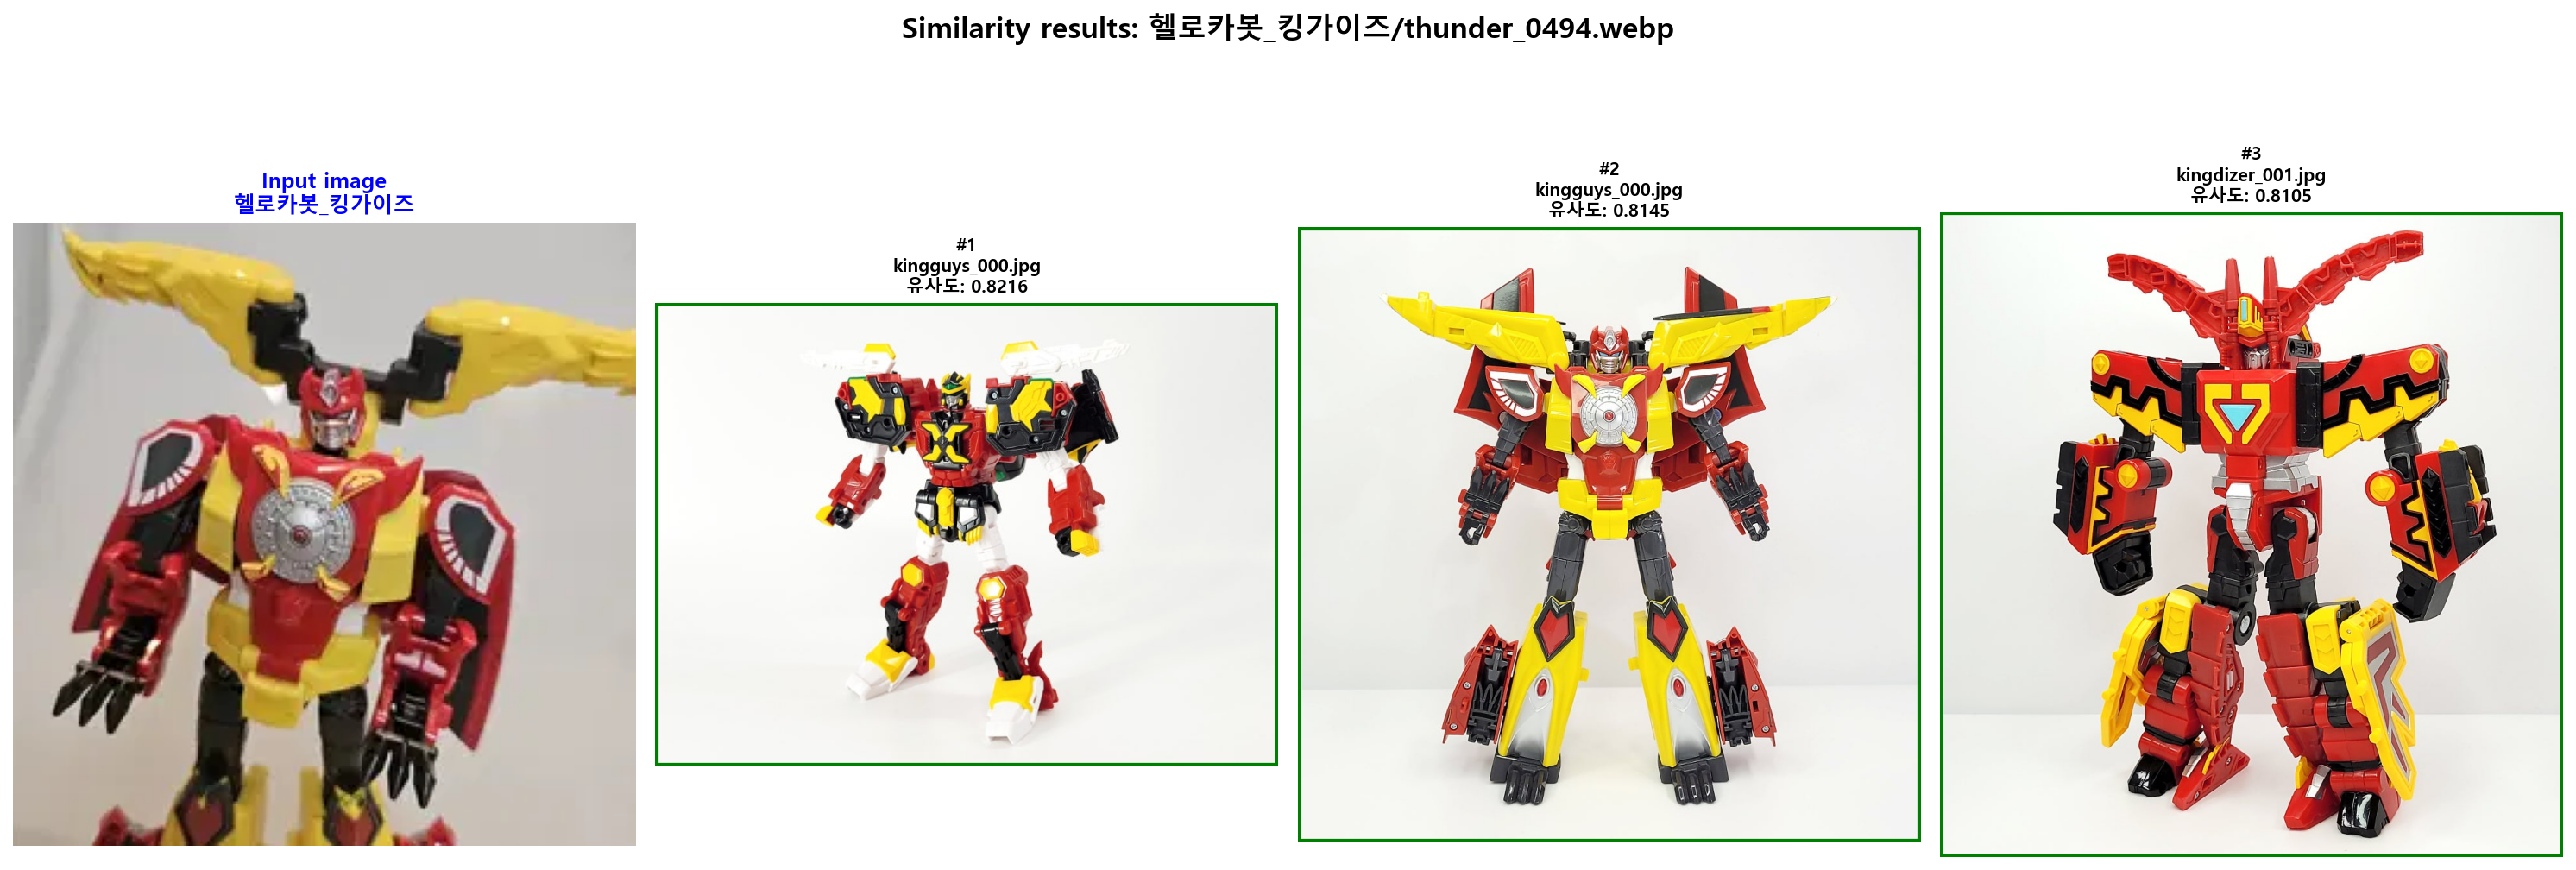 Similarity results: 헬로카봇_킹가이즈/thunder_0494.webp
Input image
헬로카봇_킹가이즈
#1
kingguys_000.jpg
유사도: 0.8216
#2
kingguys_000.jpg
유사도: 0.8145
#3
kingdizer_001.jpg
유사도: 0.8105